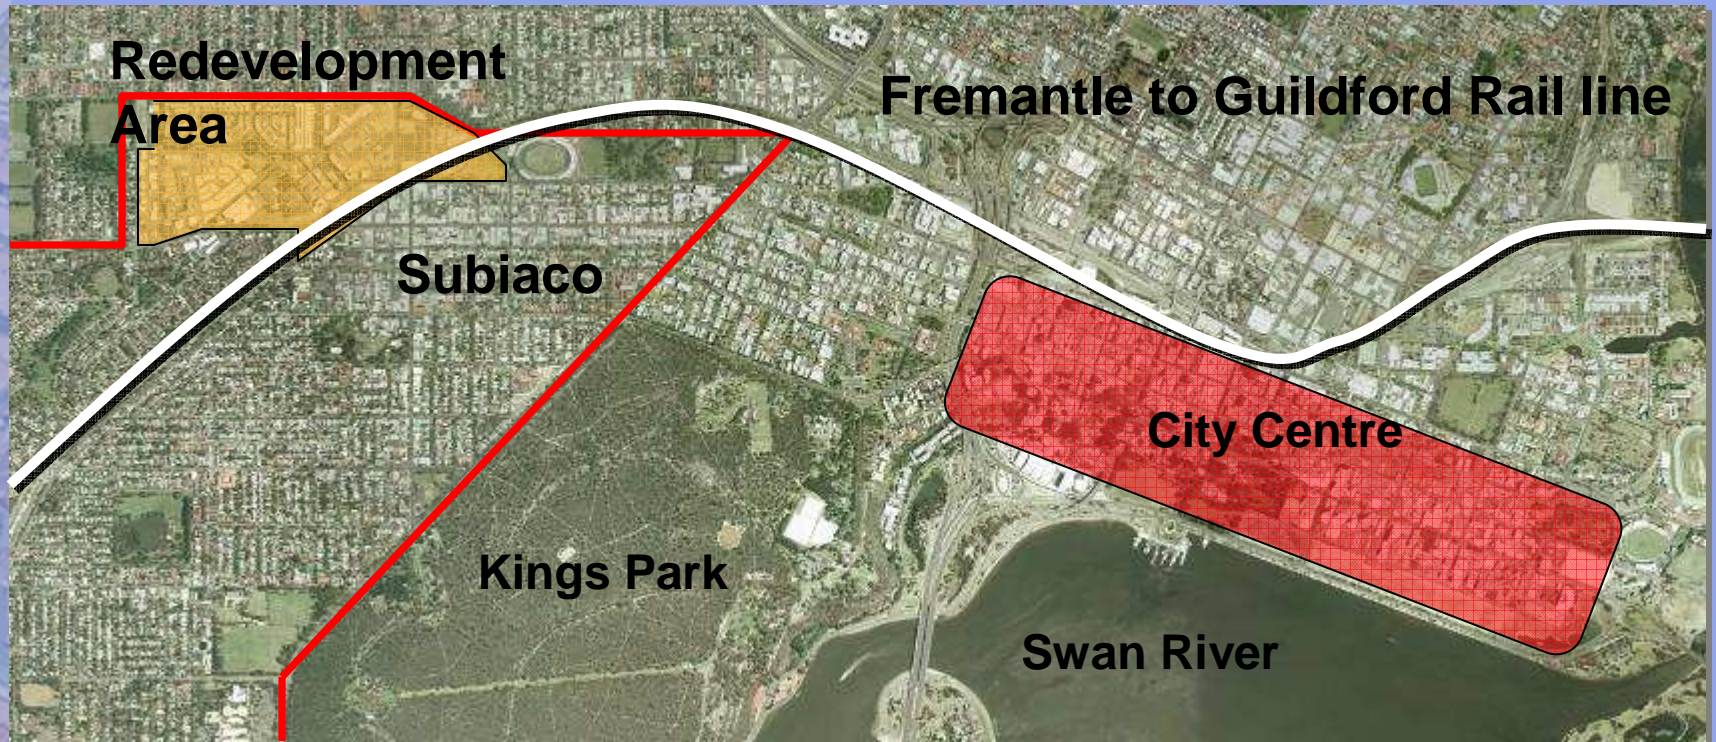 Redevelopment
Area
Fremantle to Guildford Rail line
Subiaco
City Centre
Kings Park
Swan River